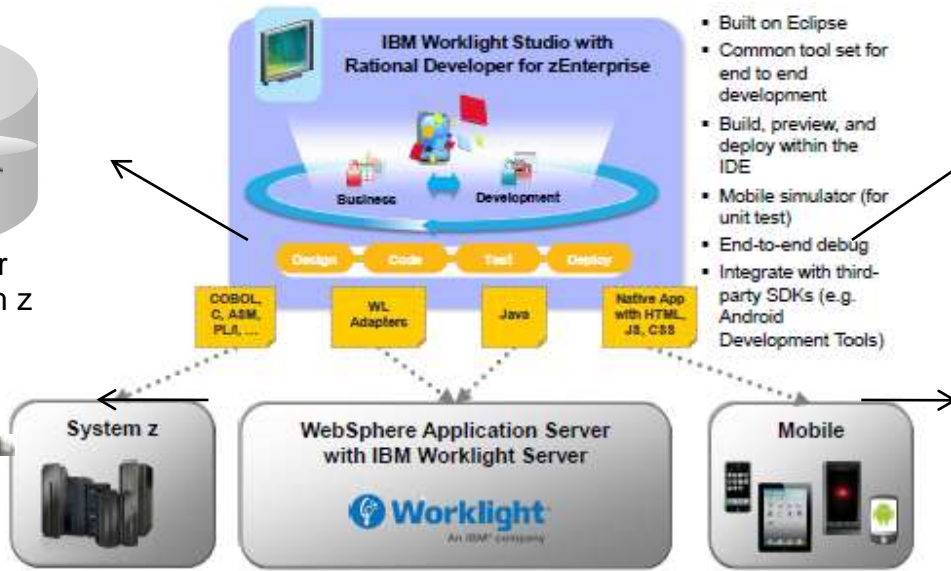 IBM Worklight Studio with
Rational Developer for zEnterprise
Business
Development
Design
Code
Test
Deploy
▪ Built on Eclipse
▪ Common tool set for
end to end
development
▪ Build, preview, and
deploy within the
IDE
▪ Mobile simulator (for
unit test)
▪ End-to-end debug
▪ Integrate with third-
party SDKs (e.g.
Android
Development Tools)
z
COBOL,
C, ASM,
PL/I, ...
WL
Adapters
Java
Native App
with HTML,
JS, CSS
System z
WebSphere Application Server
with IBM Worklight Server
Worklight
An IBM® company
Mobile